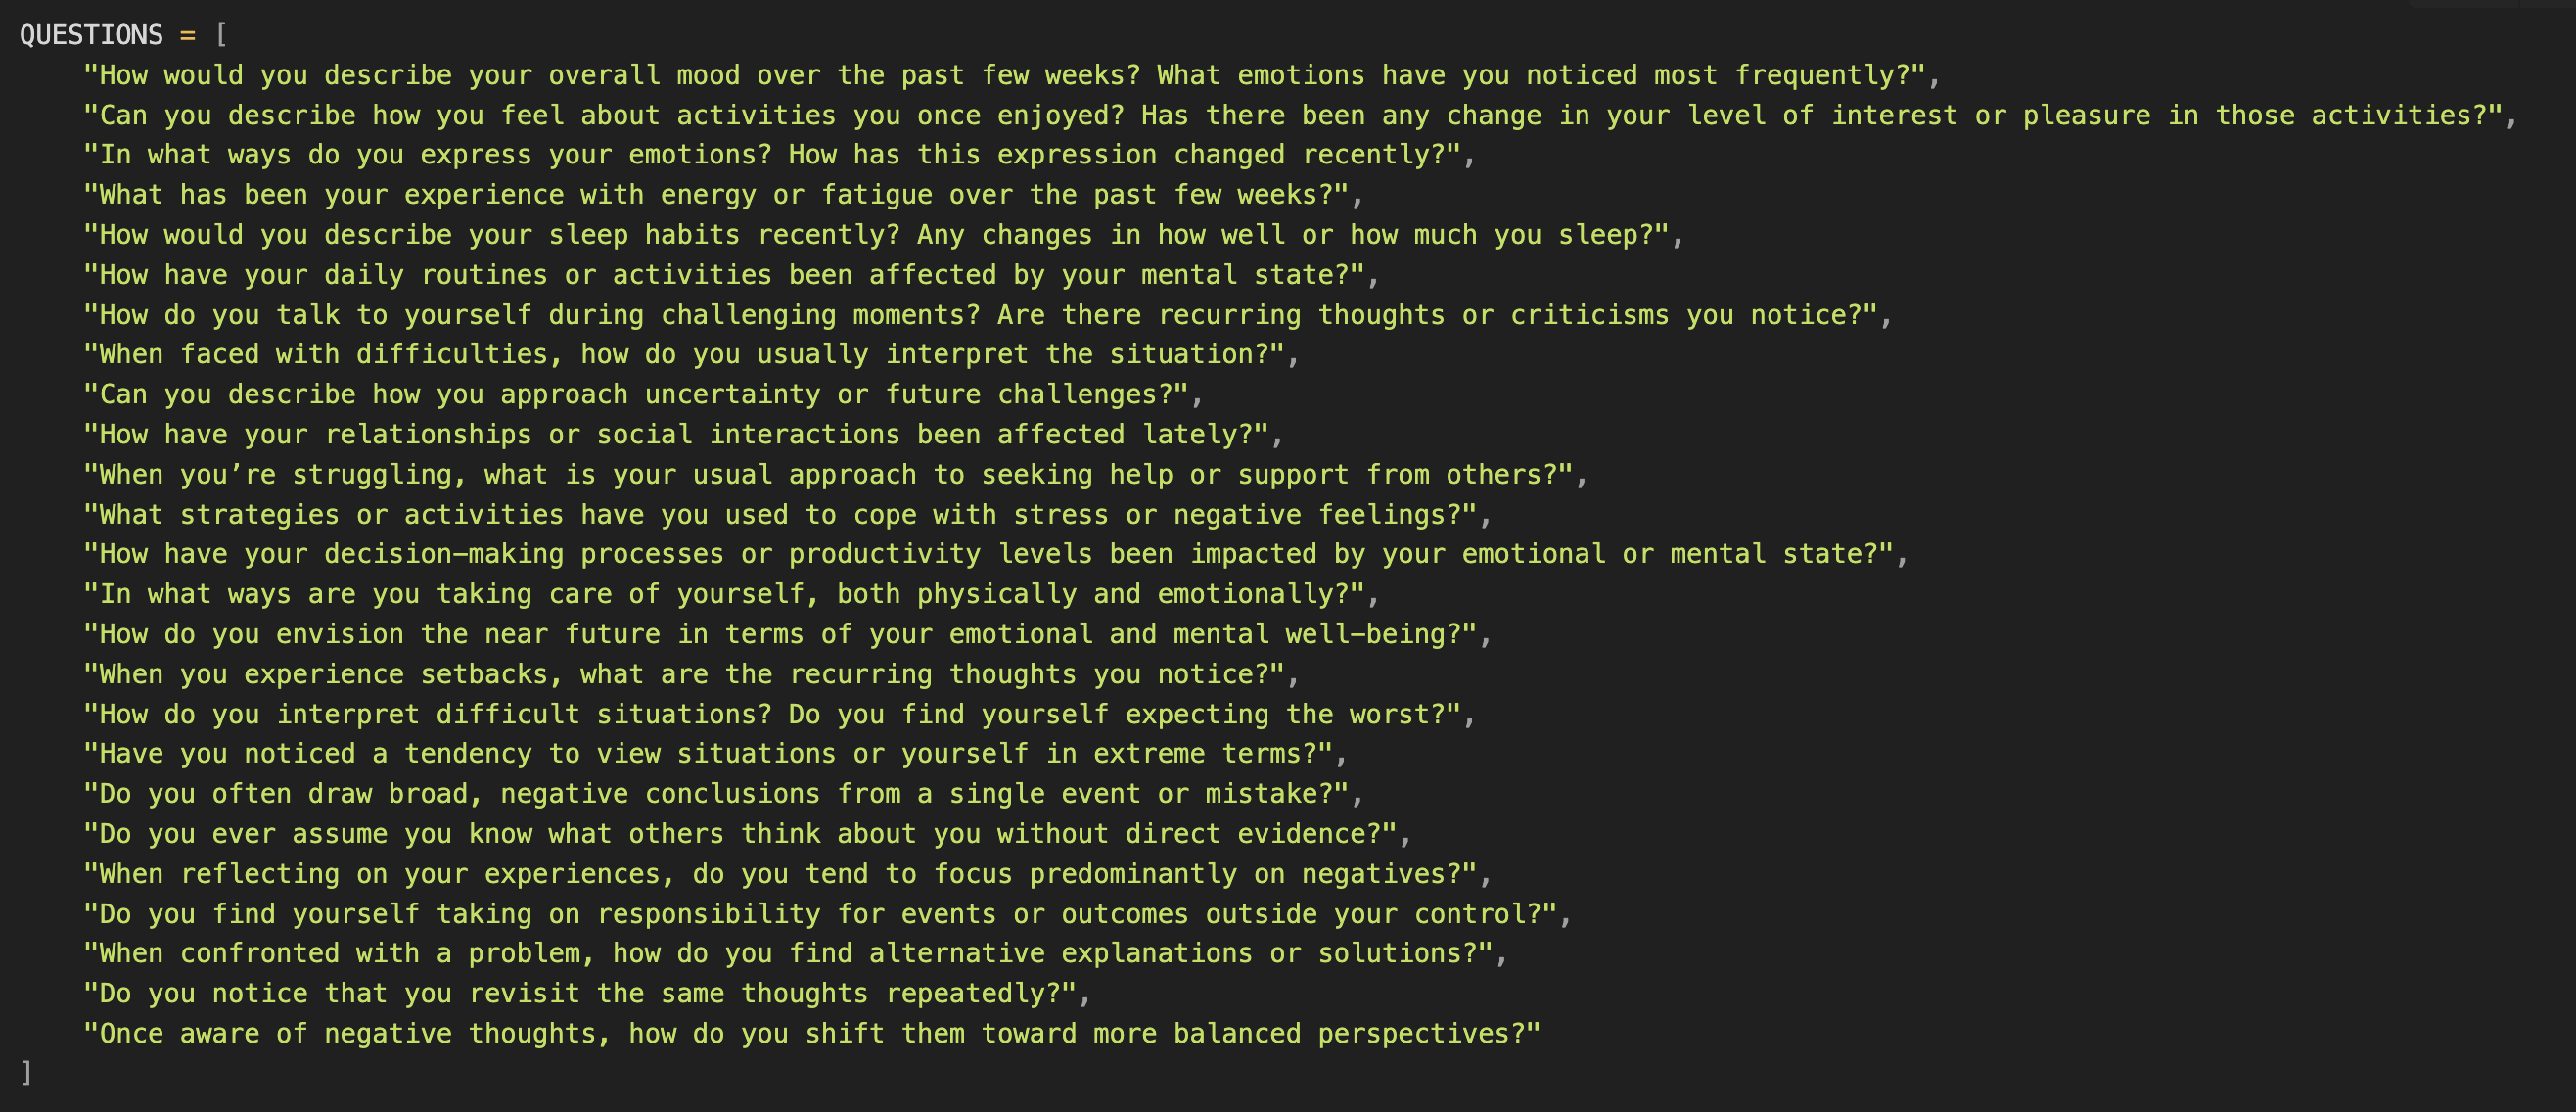 QUESTIONS = [
    "How would you describe your overall mood over the past few weeks? What emotions have you noticed most frequently?",
    "Can you describe how you feel about activities you once enjoyed? Has there been any change in your level of interest or pleasure in those activities?",
    "In what ways do you express your emotions? How has this expression changed recently?",
    "What has been your experience with energy or fatigue over the past few weeks?",
    "How would you describe your sleep habits recently? Any changes in how well or how much you sleep?",
    "How have your daily routines or activities been affected by your mental state?",
    "How do you talk to yourself during challenging moments? Are there recurring thoughts or criticisms you notice?",
    "When faced with difficulties, how do you usually interpret the situation?",
    "Can you describe how you approach uncertainty or future challenges?",
    "How have your relationships or social interactions been affected lately?",
    "When you’re struggling, what is your usual approach to seeking help or support from others?",
    "What strategies or activities have you used to cope with stress or negative feelings?",
    "How have your decision-making processes or productivity levels been impacted by your emotional or mental state?",
    "In what ways are you taking care of yourself, both physically and emotionally?",
    "How do you envision the near future in terms of your emotional and mental well-being?",
    "When you experience setbacks, what are the recurring thoughts you notice?",
    "How do you interpret difficult situations? Do you find yourself expecting the worst?",
    "Have you noticed a tendency to view situations or yourself in extreme terms?",
    "Do you often draw broad, negative conclusions from a single event or mistake?",
    "Do you ever assume you know what others think about you without direct evidence?",
    "When reflecting on your experiences, do you tend to focus predominantly on negatives?",
    "Do you find yourself taking on responsibility for events or outcomes outside your control?",
    "When confronted with a problem, how do you find alternative explanations or solutions?",
    "Do you notice that you revisit the same thoughts repeatedly?",
    "Once aware of negative thoughts, how do you shift them toward more balanced perspectives?"
]